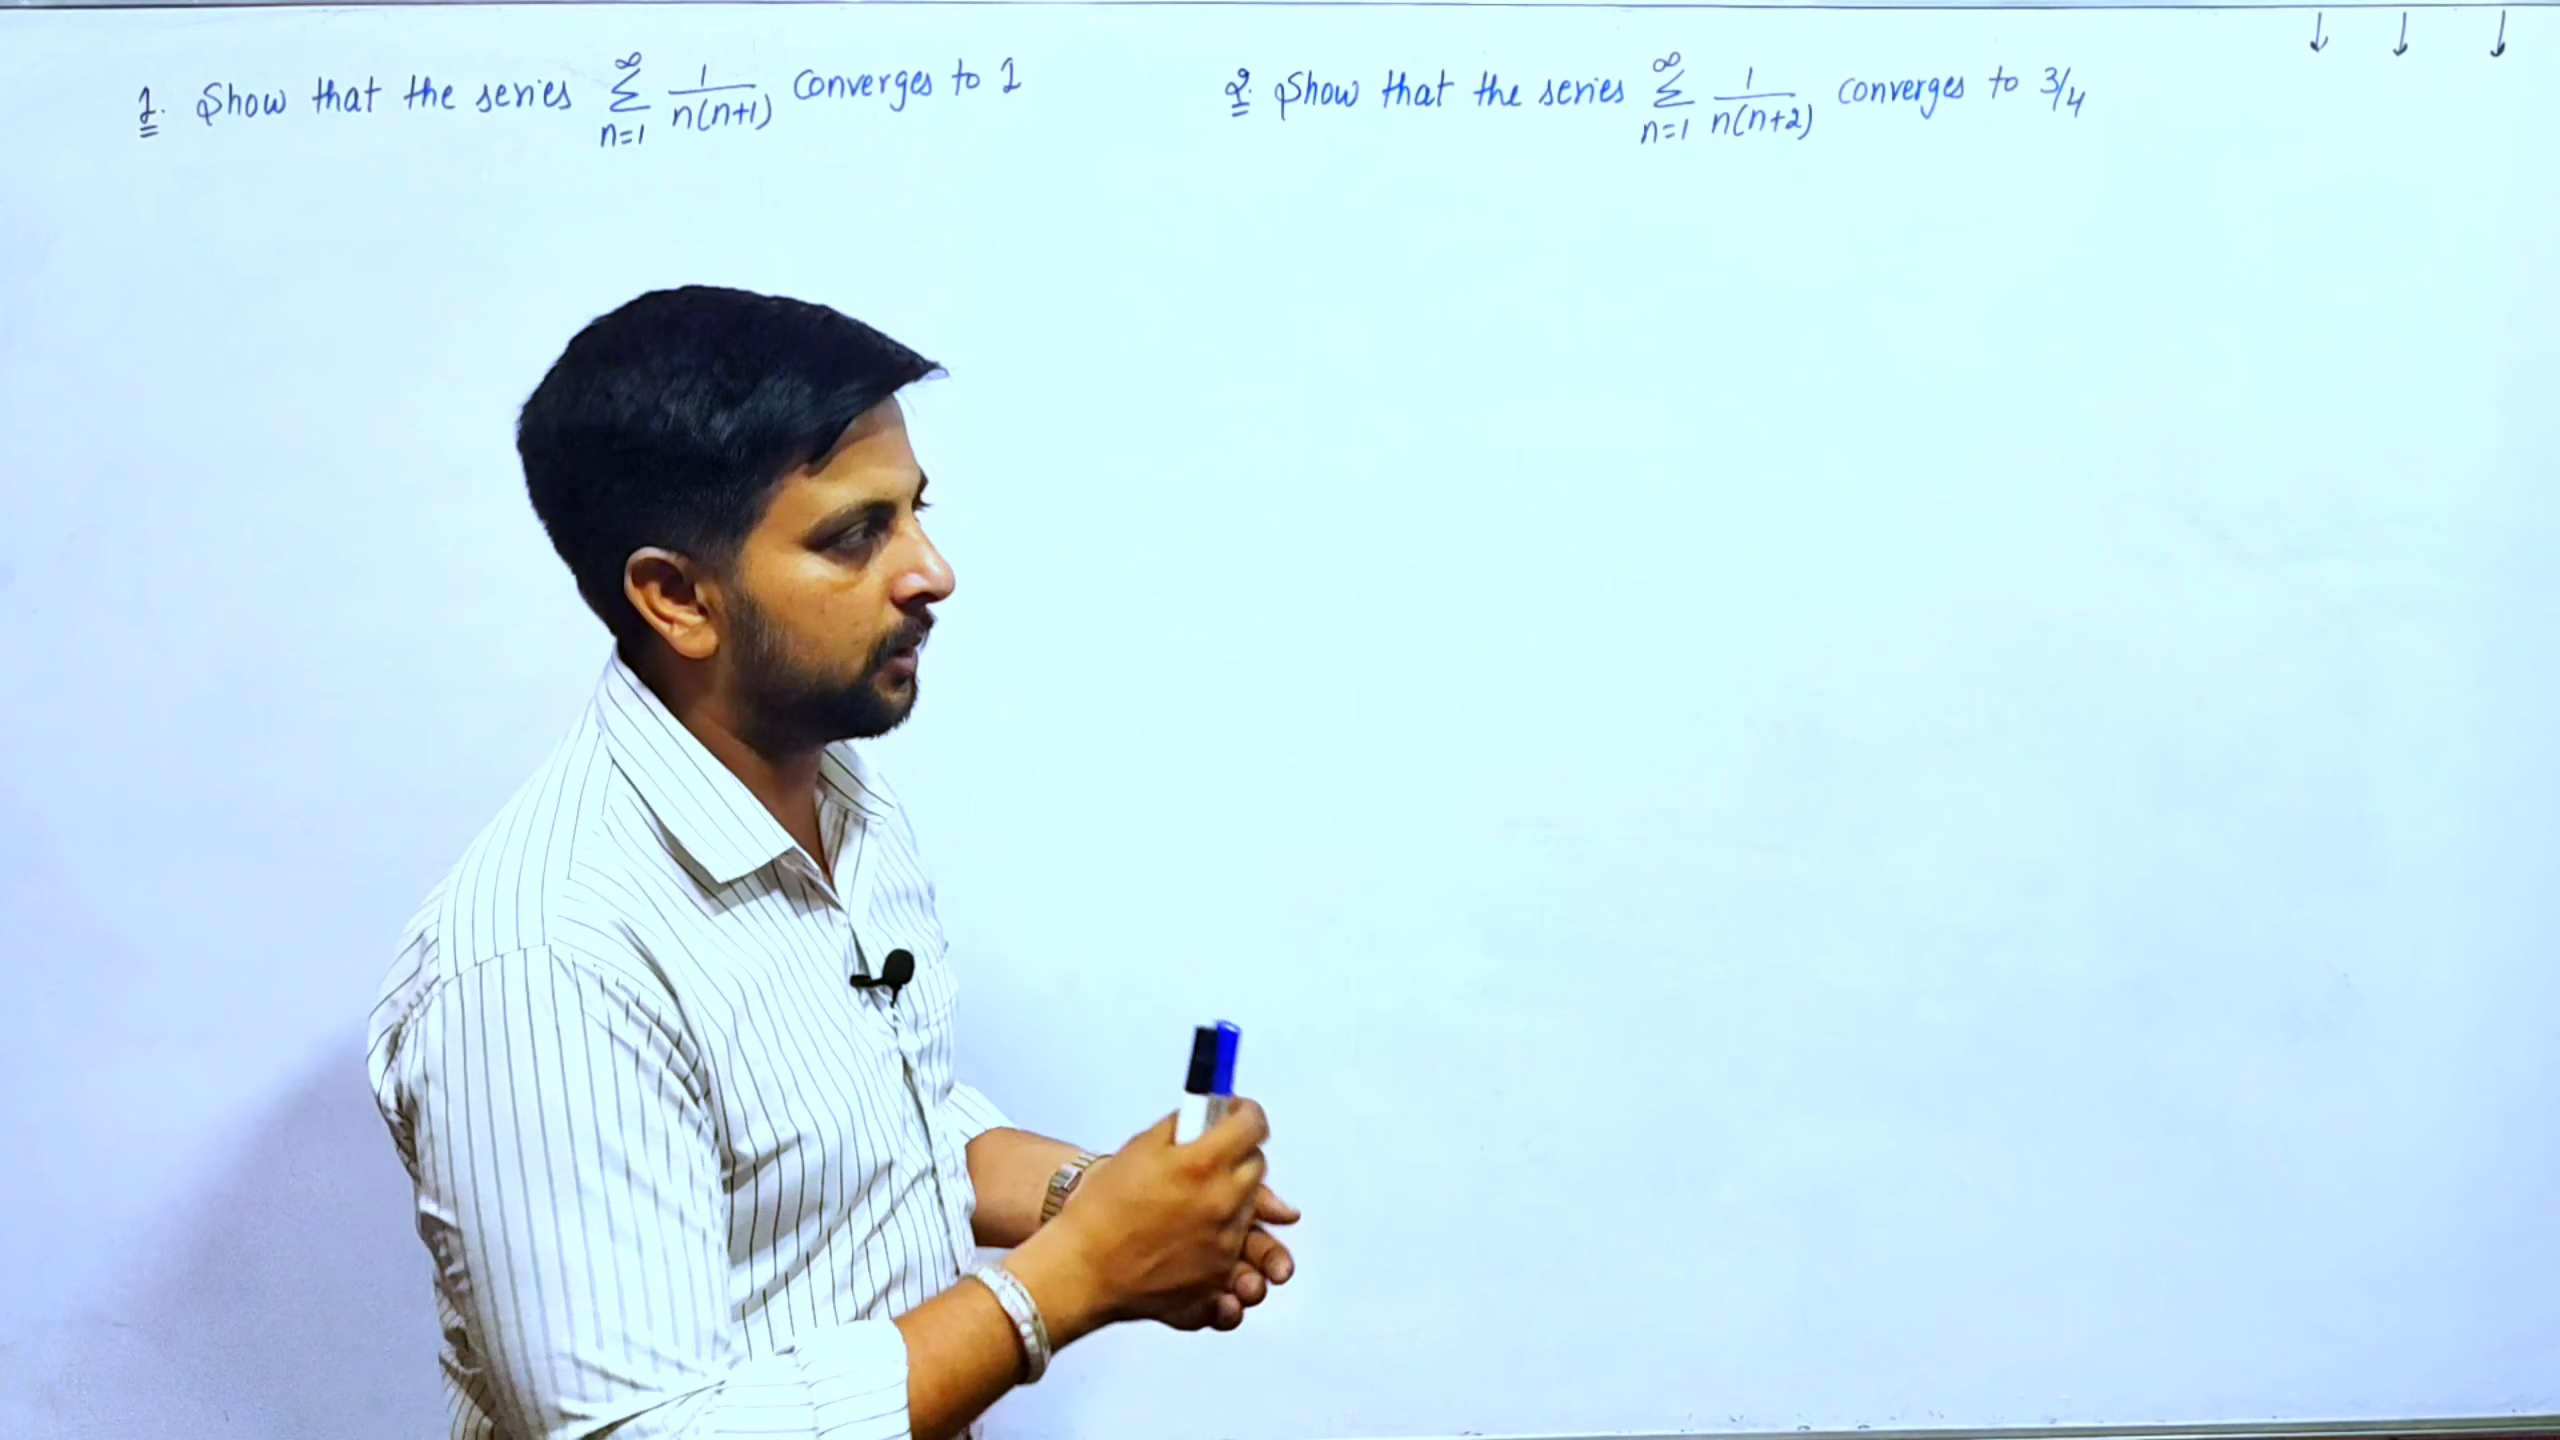 1. Show that the series ∞∑n=1 1/n(n+1) Converges to 1
2. Show that the series ∞∑n=1 1/n(n+2) converges to 3/4